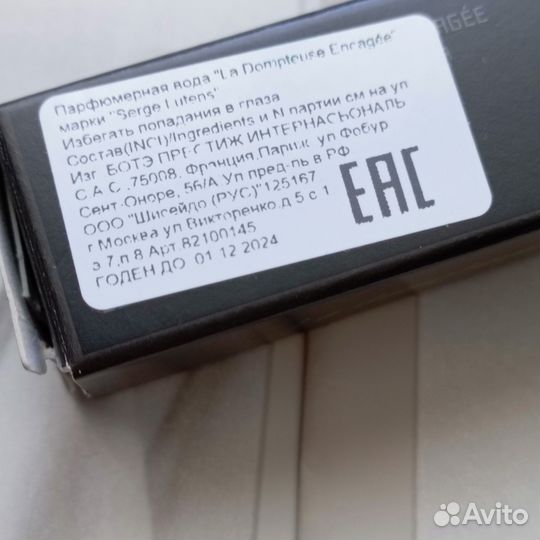 AGÉE
Парфюмерная вода "La Dompteuse Encagée"
марки "Serge Lutens"
Избегать попадания в глаза
Состав(INCI)/Ingredients и N партии см на уп
Изг БОТЭ ПРЕСТИЖ ИНТЕРНАСЬОНАЛЬ
С.А.С. 75008, Франция, Париж, ул Фобур
Сент-Оноре, 56/А Уп пред-ль в РФ
ООО "Шисейдо (РУС)" 125167
г Москва ул Викторенко д 5 с 1
э 7,п 8 Арт 82100145
ГОДЕН ДО 01 12 2024
EAC
Avito